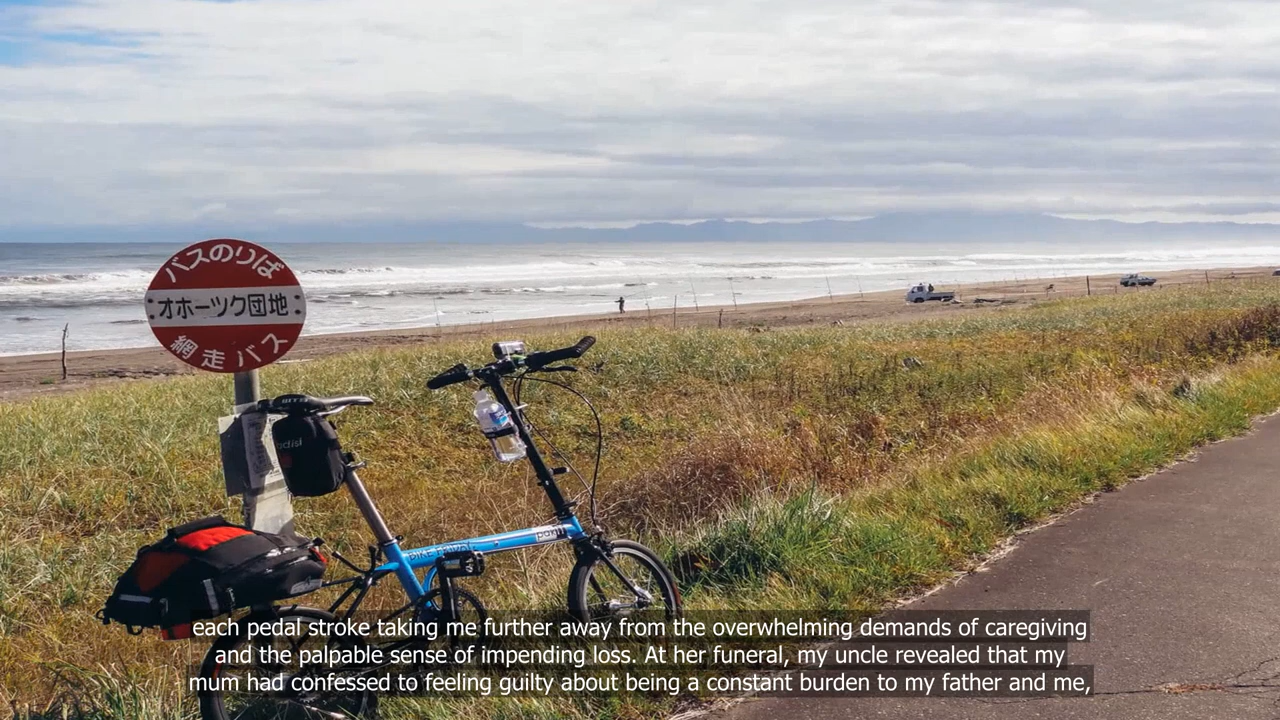 バスのりば
オホーツク団地
網走バス
BIKE FRIDAY
each pedal stroke taking me further away from the overwhelming demands of caregiving
and the palpable sense of impending loss. At her funeral, my uncle revealed that my
mum had confessed to feeling guilty about being a constant burden to my father and me,